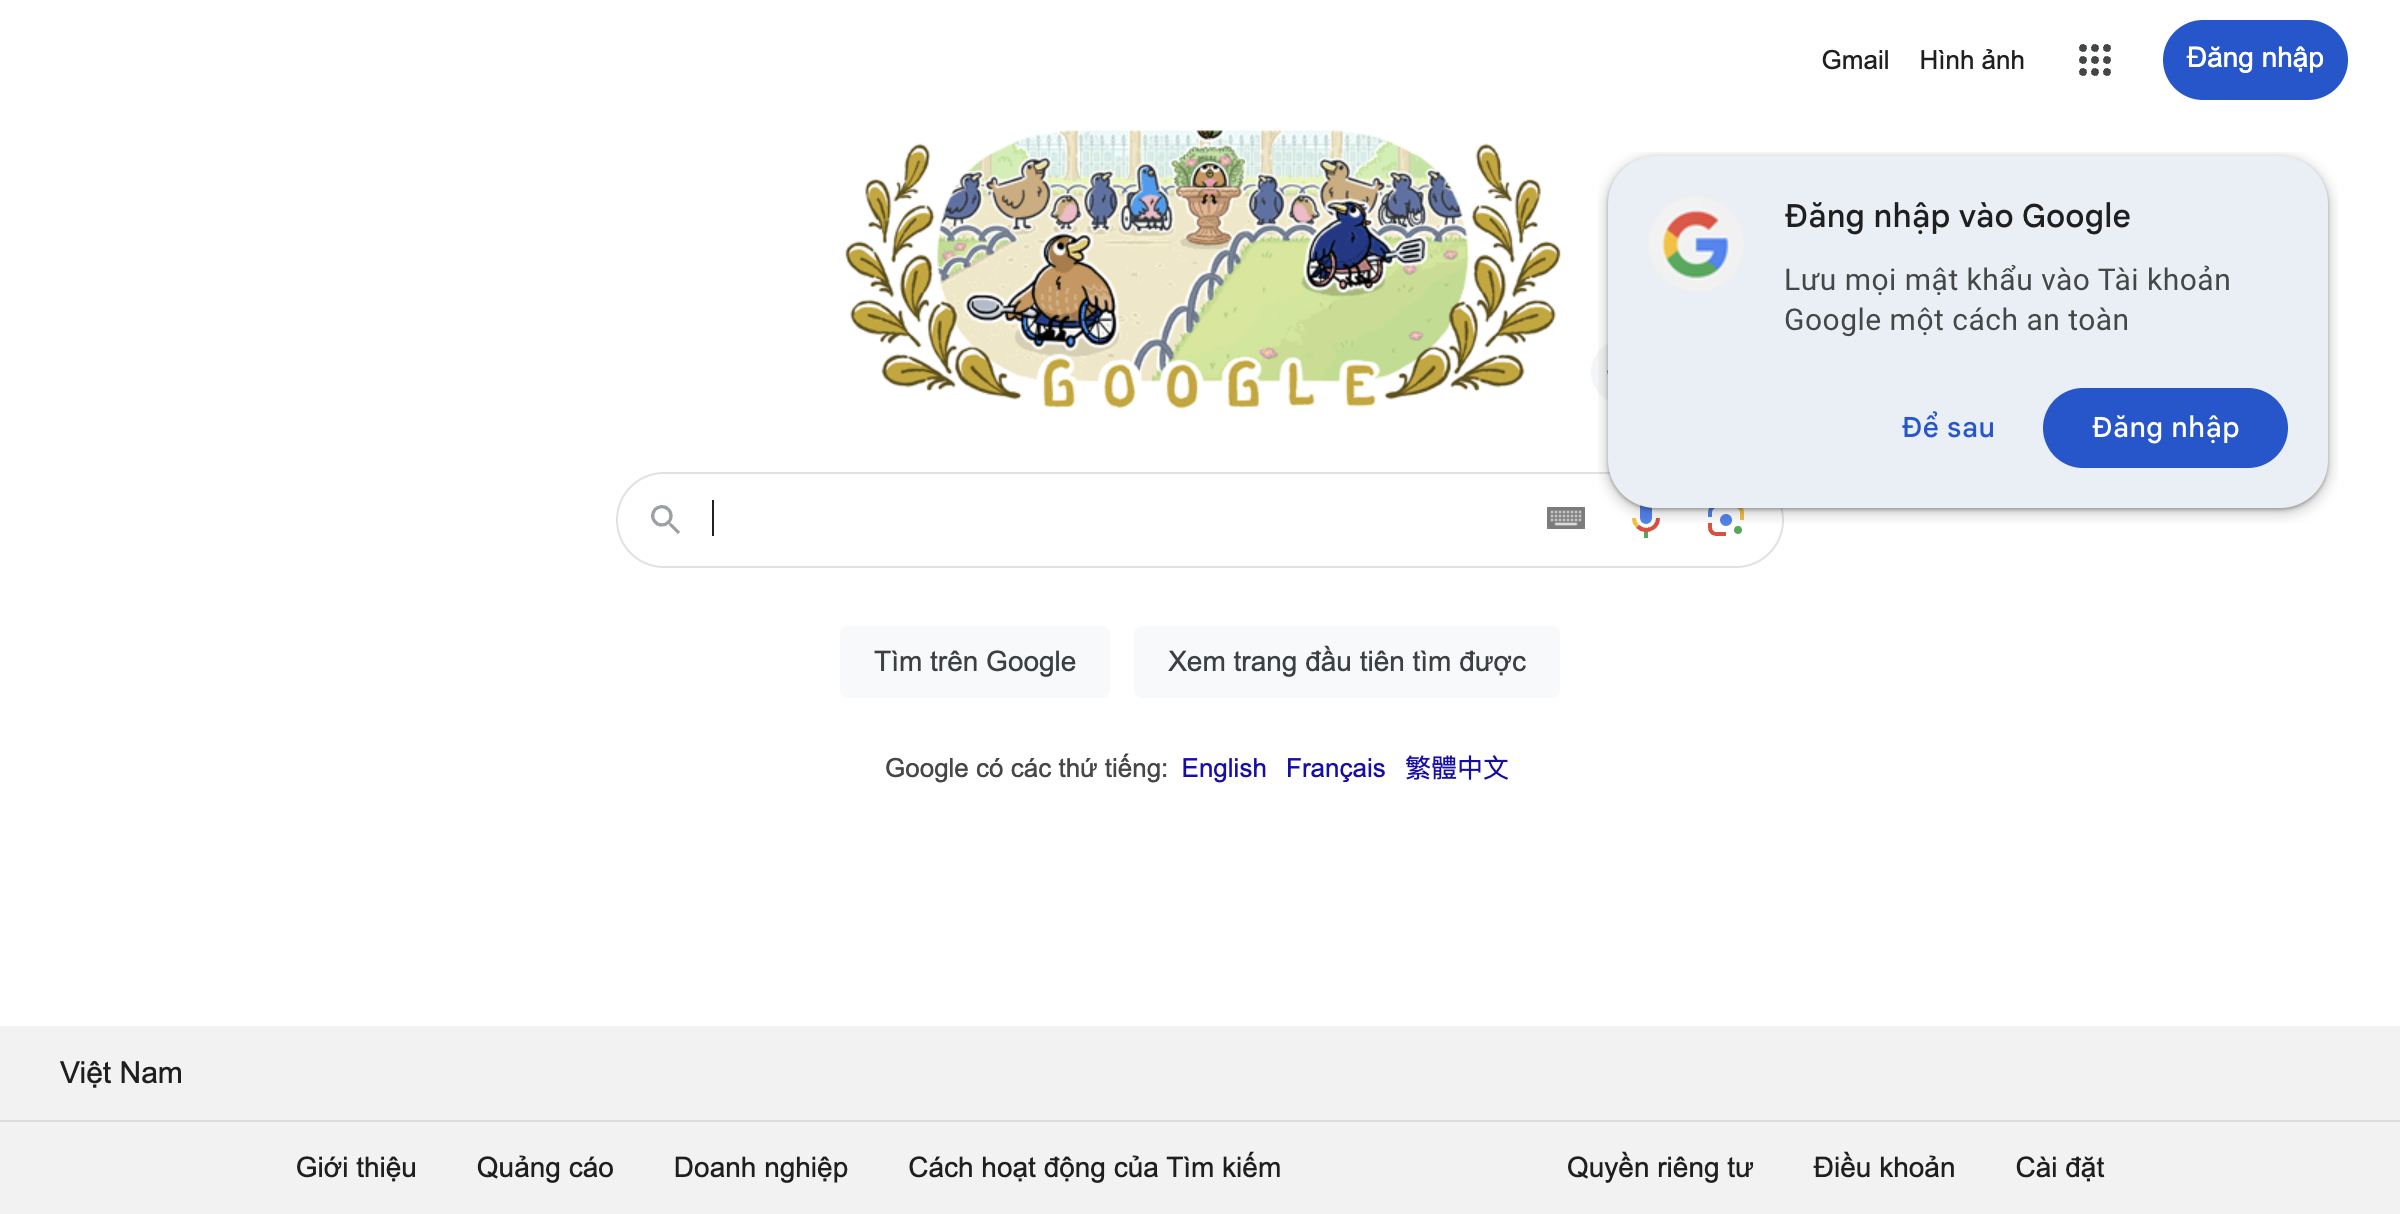 Gmail Hình ảnh
Đăng nhập
Đăng nhập vào Google
Lưu mọi mật khẩu vào Tài khoản
Google một cách an toàn
Để sau
Đăng nhập
GOOGLE
Tìm trên Google
Xem trang đầu tiên tìm được
Google có các thứ tiếng: English Français 繁體中文
Việt Nam
Giới thiệu Quảng cáo Doanh nghiệp Cách hoạt động của Tìm kiếm Quyền riêng tư Điều khoản Cài đặt